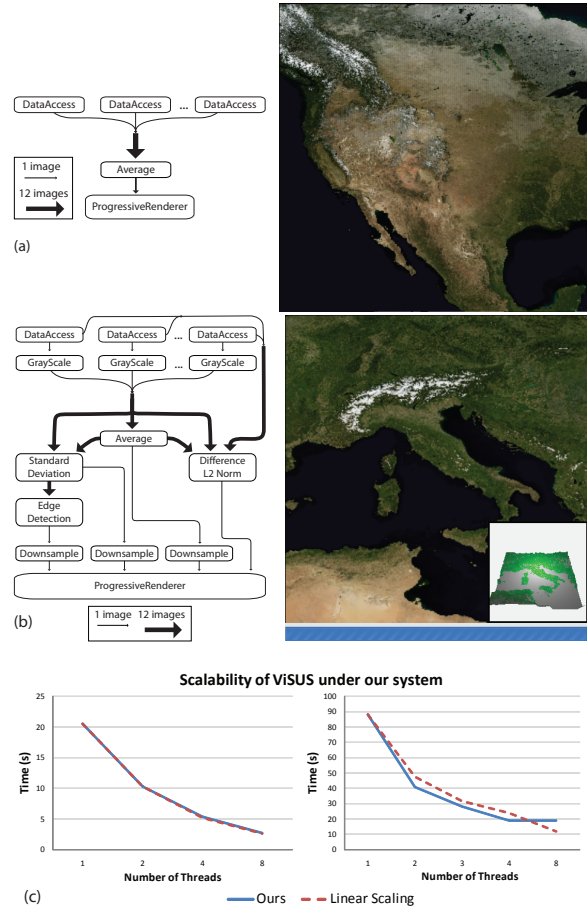 DataAccess DataAccess ... DataAccess
Average
ProgressiveRenderer
1 image
12 images
(a)
DataAccess DataAccess ... DataAccess
GrayScale GrayScale ... GrayScale
Average
Standard
Deviation
Difference
L2 Norm
Edge
Detection
Downsample Downsample Downsample
ProgressiveRenderer
(b)
1 image 12 images
Scalability of ViSUS under our system
Time (s)
25
20
15
10
5
0
1 2 4 8
Number of Threads
Time (s)
100
90
80
70
60
50
40
30
20
10
0
1 2 3 4 8
Number of Threads
(c)
Ours Linear Scaling